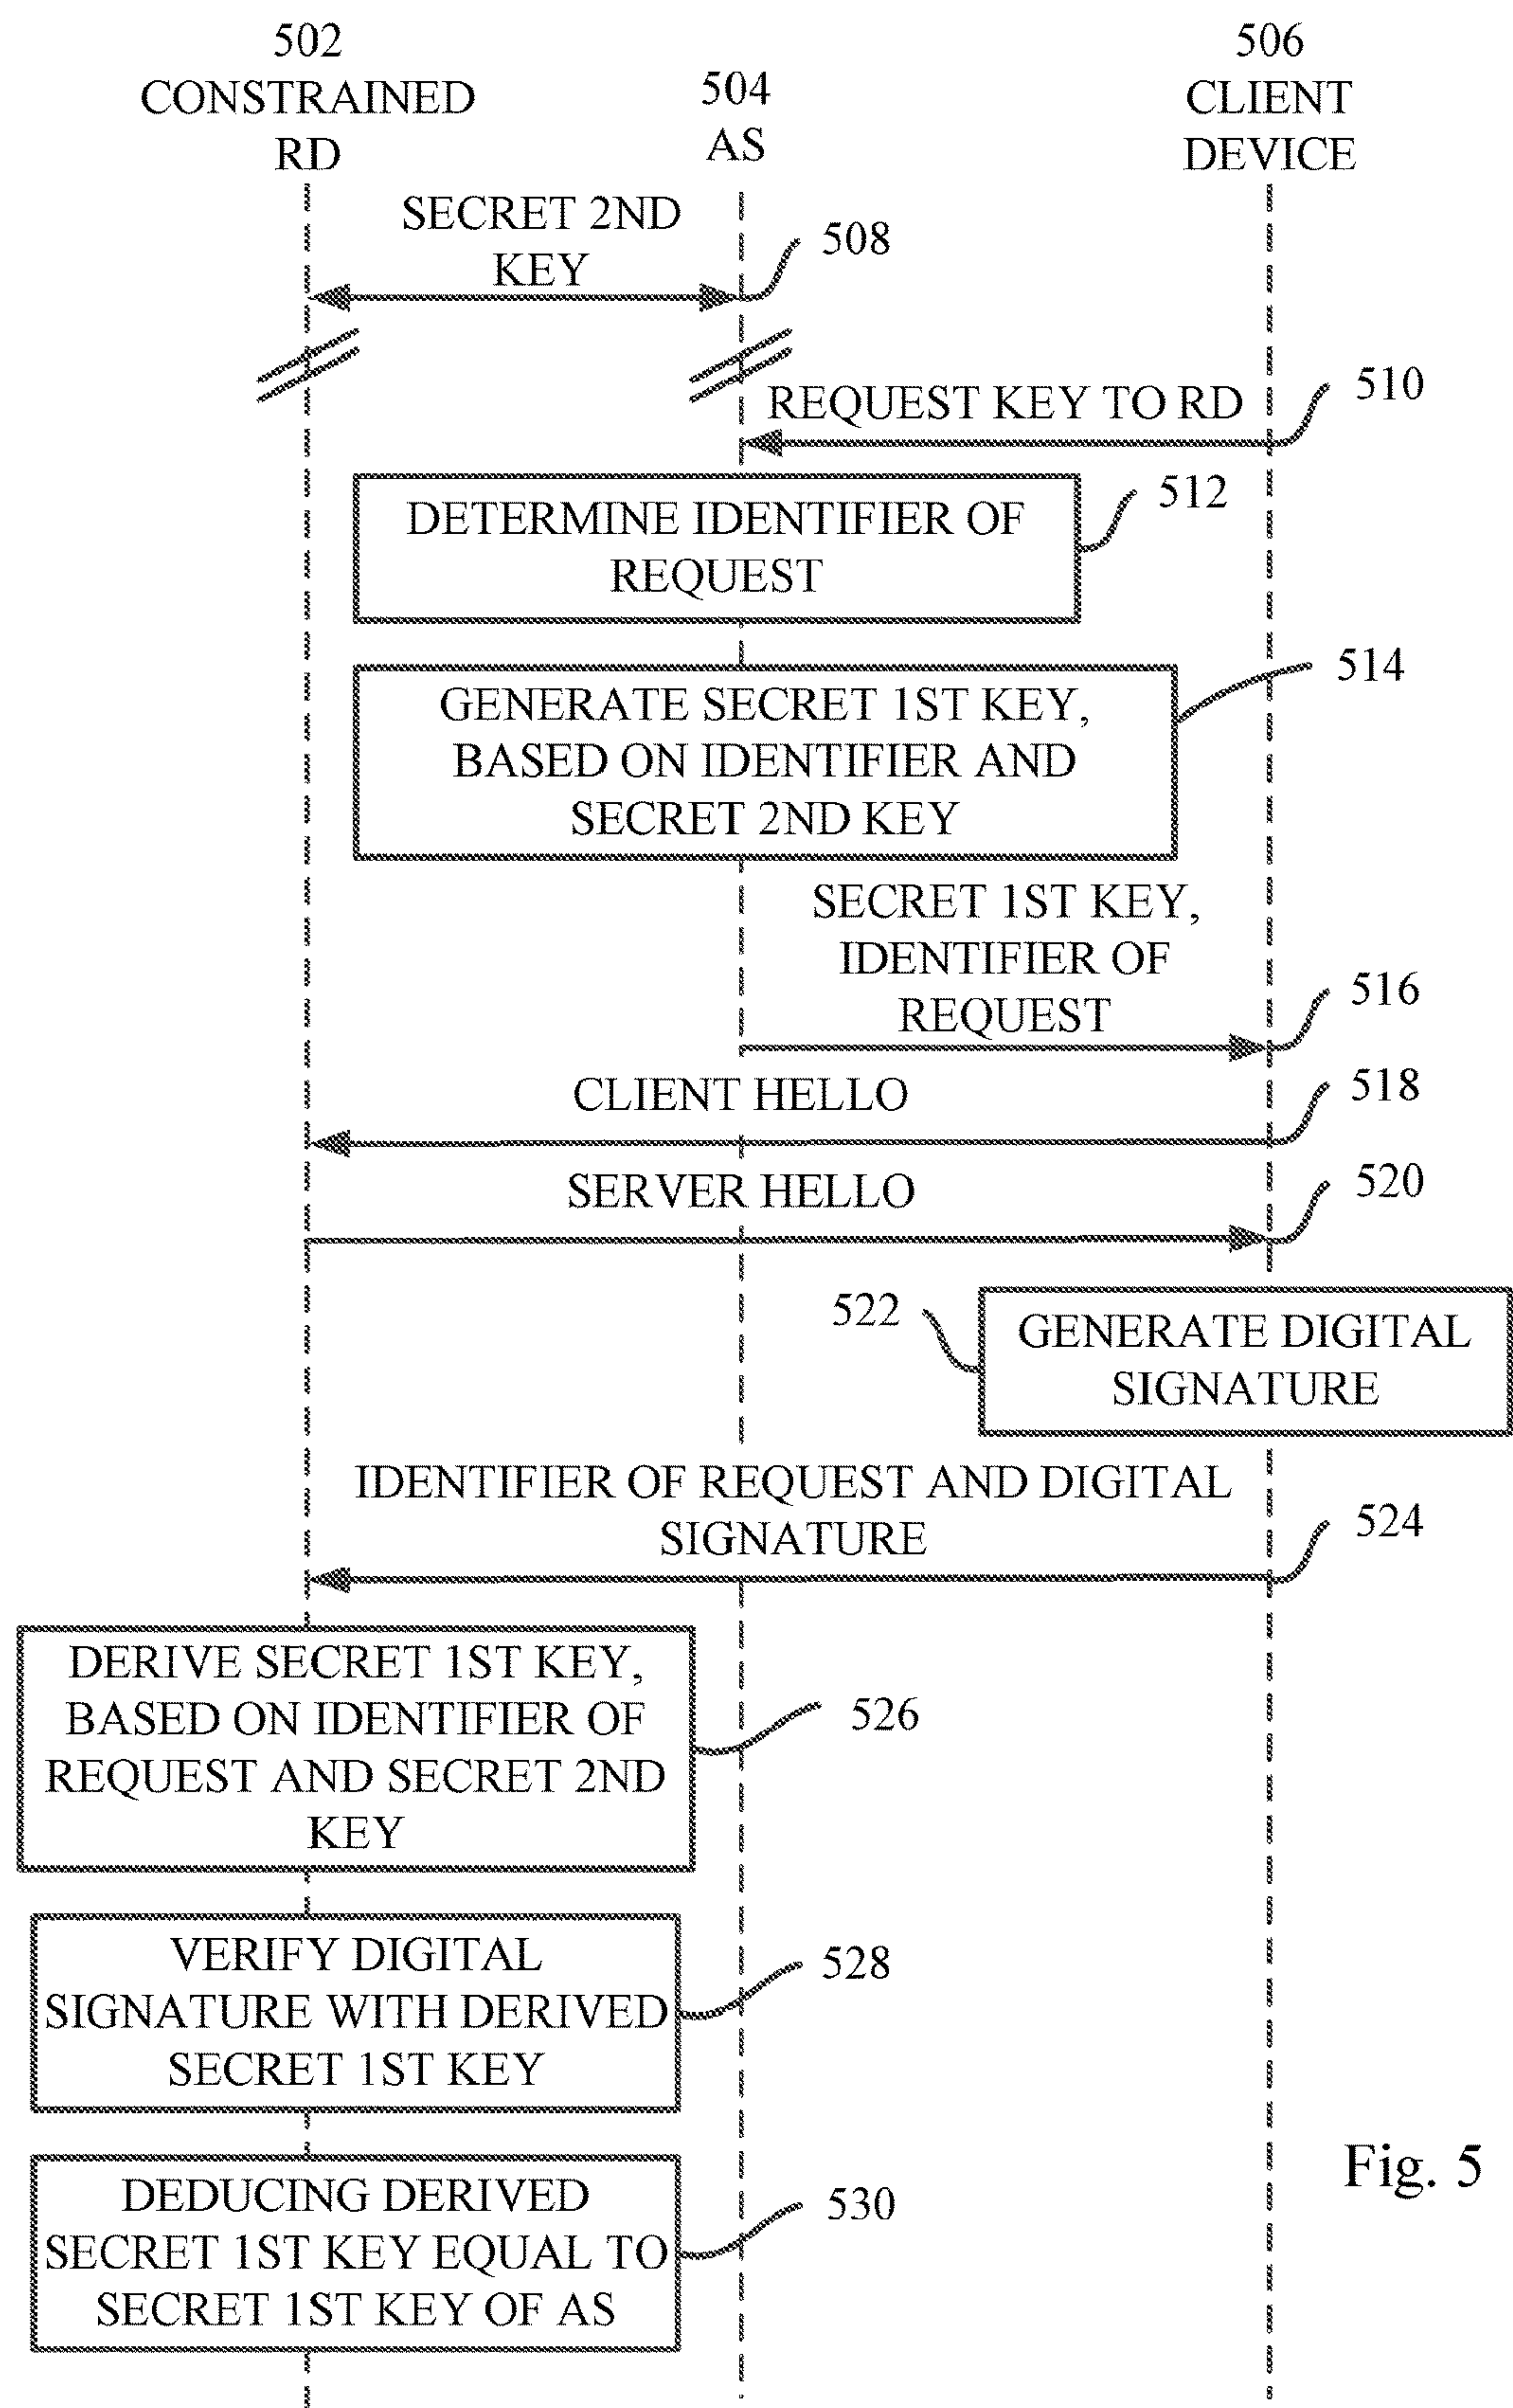 502
CONSTRAINED
RD
504
AS
506
CLIENT
DEVICE
SECRET 2ND
KEY
508
REQUEST KEY TO RD
510
DETERMINE IDENTIFIER OF
REQUEST
512
GENERATE SECRET 1ST KEY,
BASED ON IDENTIFIER AND
SECRET 2ND KEY
514
SECRET 1ST KEY,
IDENTIFIER OF
REQUEST
516
CLIENT HELLO
518
SERVER HELLO
520
522
GENERATE DIGITAL
SIGNATURE
IDENTIFIER OF REQUEST AND DIGITAL
SIGNATURE
524
DERIVE SECRET 1ST KEY,
BASED ON IDENTIFIER OF
REQUEST AND SECRET 2ND
KEY
526
VERIFY DIGITAL
SIGNATURE WITH DERIVED
SECRET 1ST KEY
528
DEDUCING DERIVED
SECRET 1ST KEY EQUAL TO
SECRET 1ST KEY OF AS
530
Fig. 5